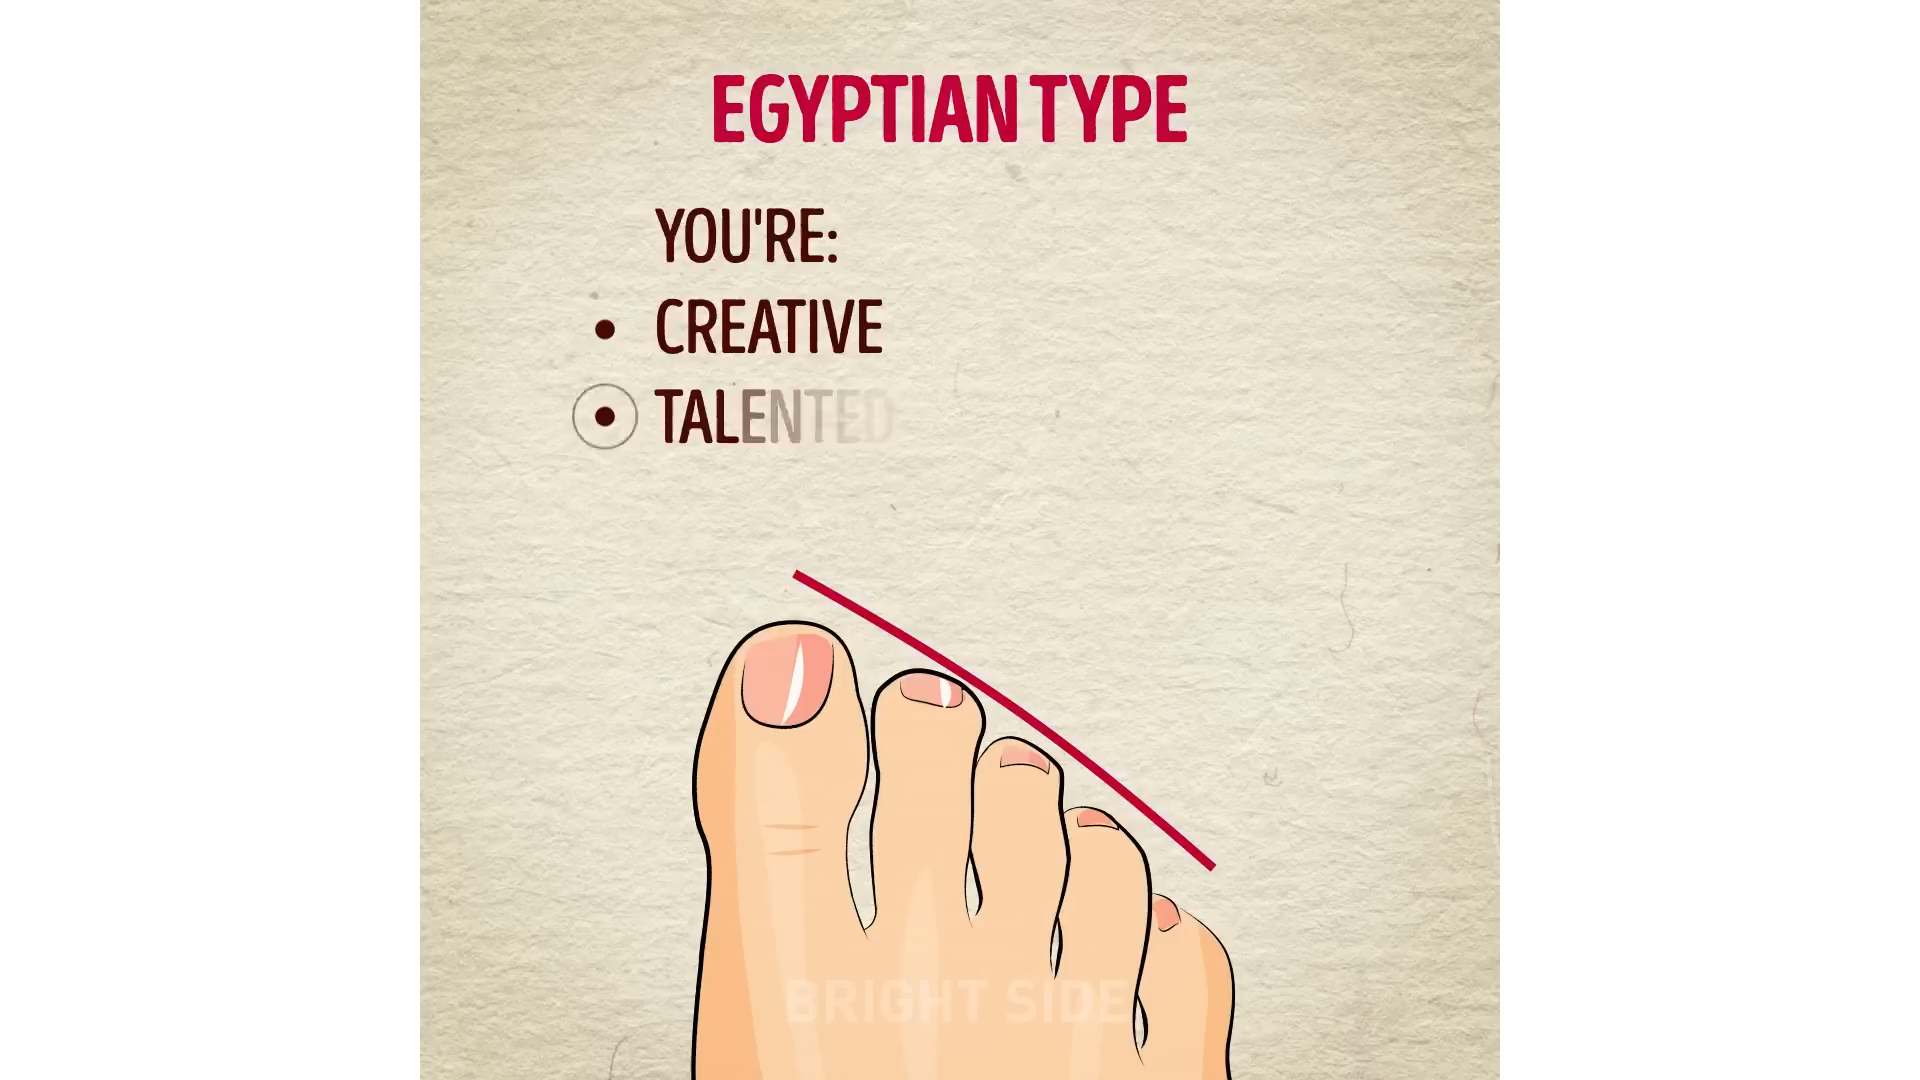 EGYPTIAN TYPE
YOU'RE:
• CREATIVE
• TALENTED
BRIGHT SIDE